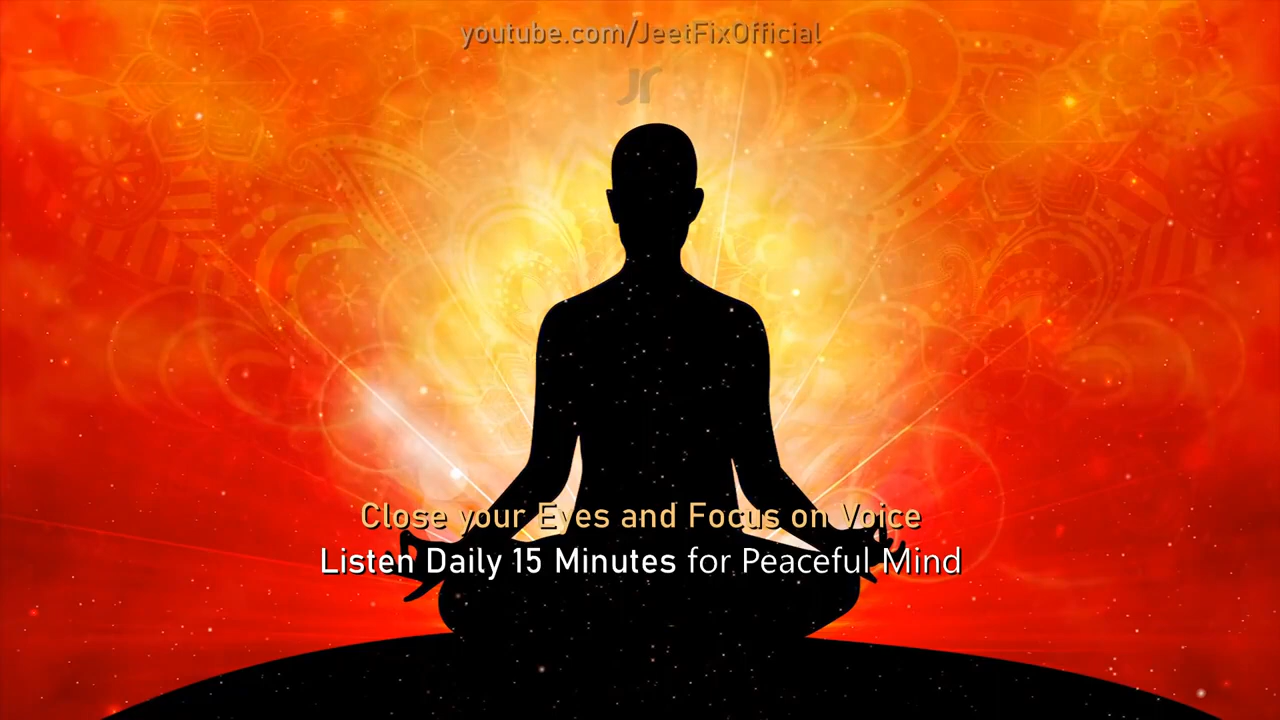 youtube.com/JeetFixOfficial
Close your Eyes and Focus on Voice
Listen Daily 15 Minutes for Peaceful Mind